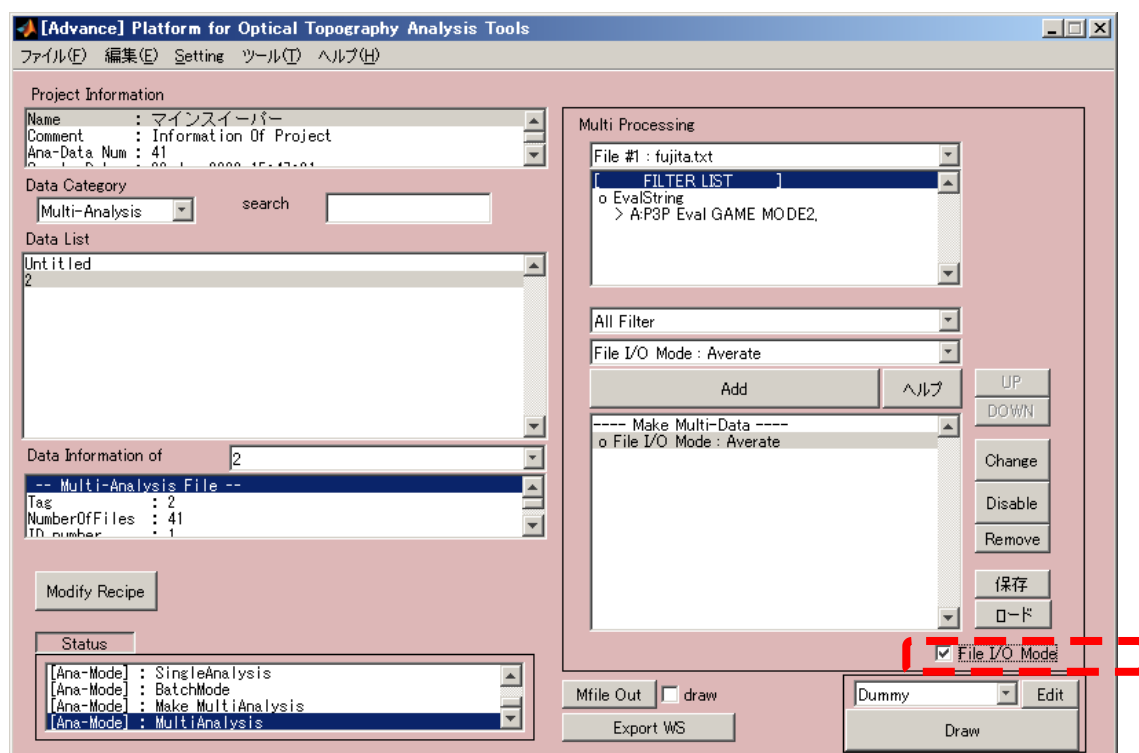 [Advance] Platform for Optical Topography Analysis Tools
ファイル(F) 編集(E) Setting ツール(T) ヘルプ(H)
Project Information
Name : マインスイーパー
Comment : Information Of Project
Ana-Data Num : 41
Data Category
Multi-Analysis
search
Data List
Untitled
2
Data Information of 2
-- Multi-Analysis File --
Tag : 2
NumberOfFiles : 41
ID number : 1
Modify Recipe
Status
[Ana-Mode] : SingleAnalysis
[Ana-Mode] : BatchMode
[Ana-Mode] : Make MultiAnalysis
[Ana-Mode] : MultiAnalysis
Multi Processing
File #1 : fujita.txt
[ FILTER LIST ]
o EvalString
> A:P3P Eval GAME MODE2,
All Filter
File I/O Mode : Averate
Add
ヘルプ
UP
DOWN
---- Make Multi-Data ----
o File I/O Mode : Averate
Change
Disable
Remove
保存
ロード
File I/O Mode
Mfile Out
draw
Export WS
Dummy
Edit
Draw